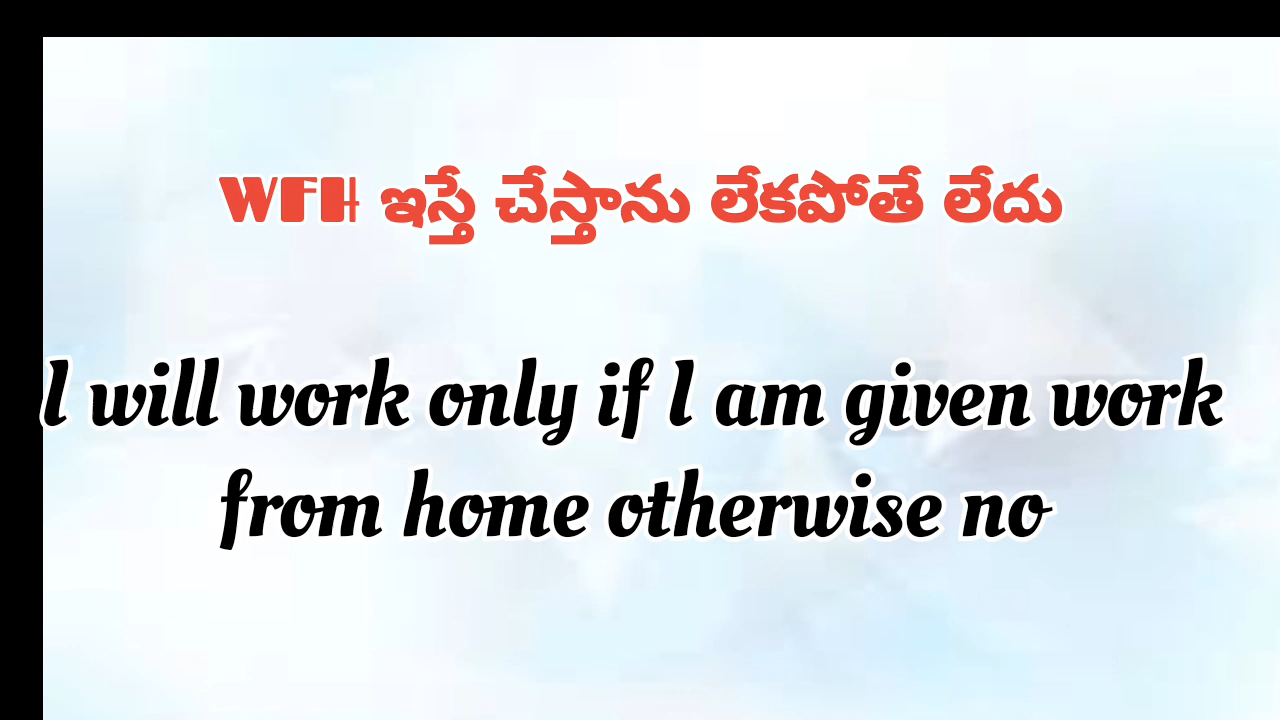 WFH ఇస్తే చేస్తాను లేకపోతే లేదు
I will work only if I am given work
from home otherwise no